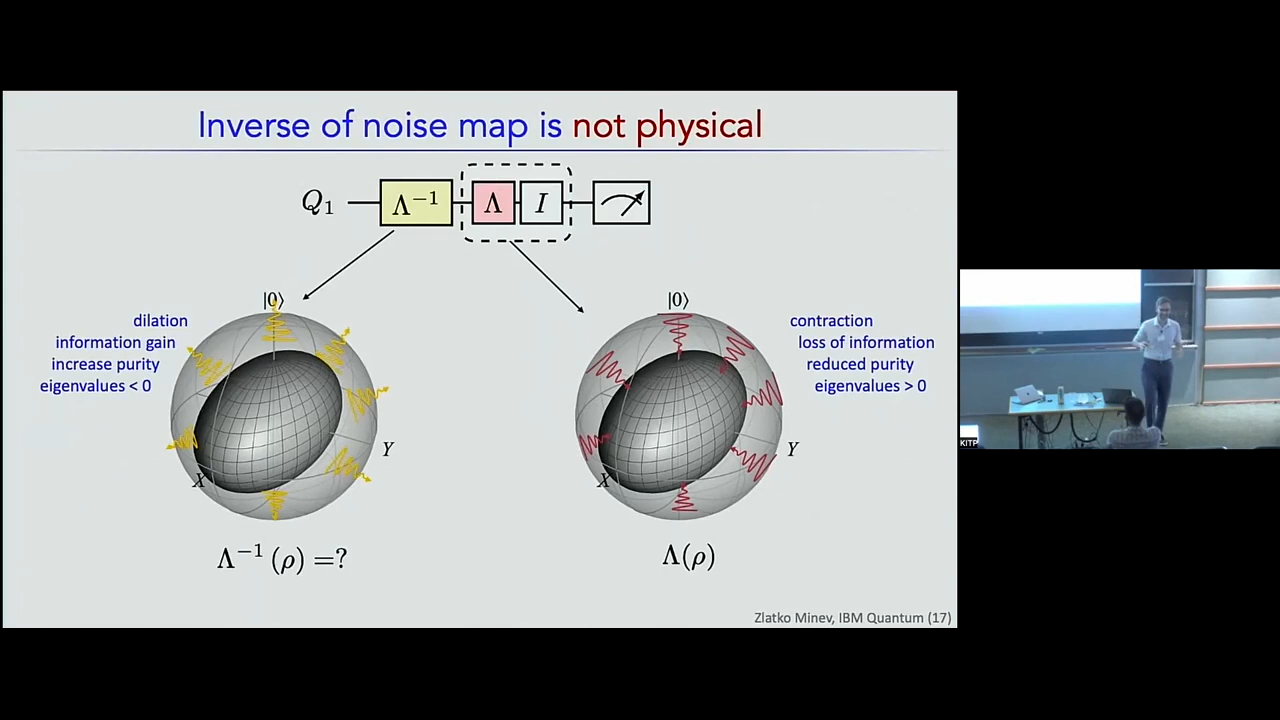 Inverse of noise map is not physical
Q₁ Λ⁻¹ Λ I
|0⟩ |0⟩
dilation
information gain
increase purity
eigenvalues < 0
contraction
loss of information
reduced purity
eigenvalues > 0
X Y X Y
Λ⁻¹(ρ) =? Λ(ρ)
Zlatko Minev, IBM Quantum (17)
KITP